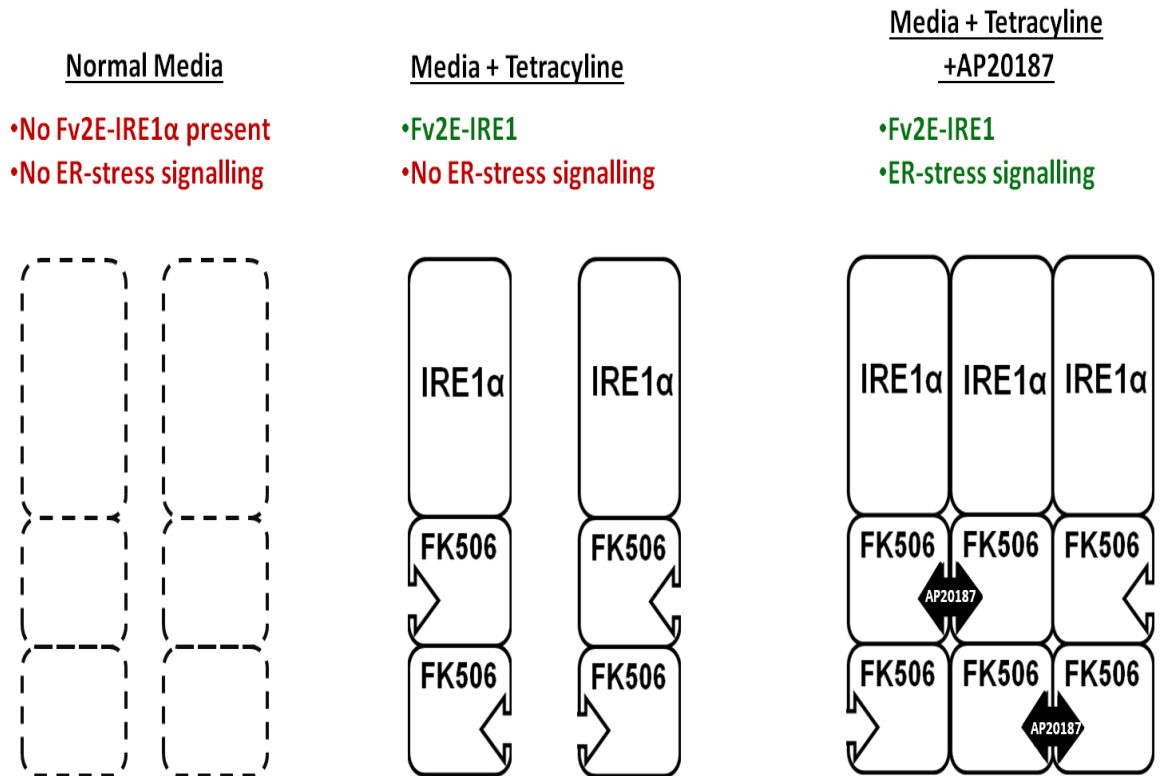 Normal Media
•No Fv2E-IRE1α present
•No ER-stress signalling
Media + Tetracyline
•Fv2E-IRE1
•No ER-stress signalling
Media + Tetracyline
+AP20187
•Fv2E-IRE1
•ER-stress signalling
IRE1α
IRE1α
FK506
FK506
FK506
FK506
IRE1α
IRE1α
IRE1α
FK506
FK506
FK506
AP20187
FK506
FK506
FK506
AP20187